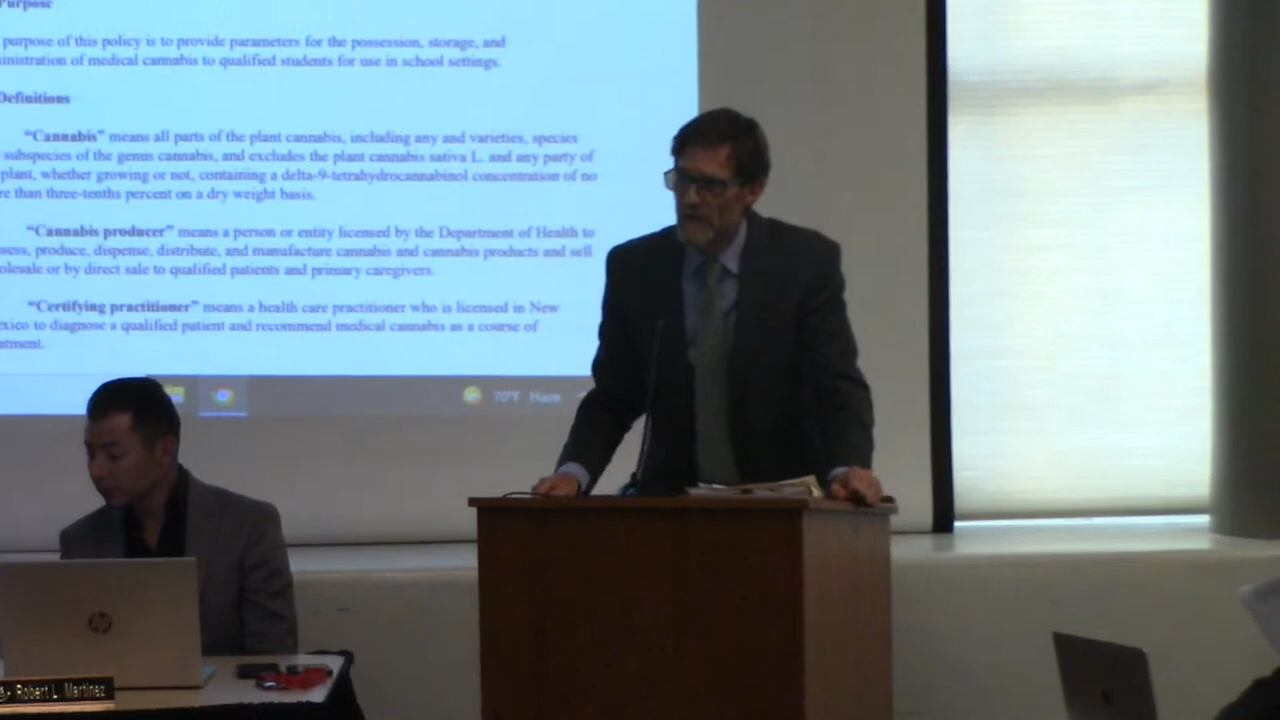 Purpose
purpose of this policy is to provide parameters for the possession, storage, and
inistration of medical cannabis to qualified students for use in school settings.
Definitions
“Cannabis” means all parts of the plant cannabis, including any and varieties, species
subspecies of the genus cannabis, and excludes the plant cannabis sativa L. and any party of
plant, whether growing or not, containing a delta-9-tetrahydrocannabinol concentration of no
re than three-tenths percent on a dry weight basis.
“Cannabis producer” means a person or entity licensed by the Department of Health to
sess, produce, dispense, distribute, and manufacture cannabis and cannabis products and sell
olesale or by direct sale to qualified patients and primary caregivers.
“Certifying practitioner” means a health care practitioner who is licensed in New
exico to diagnose a qualified patient and recommend medical cannabis as a course of
atment.
70°F Haze
hp
Robert L. Martinez